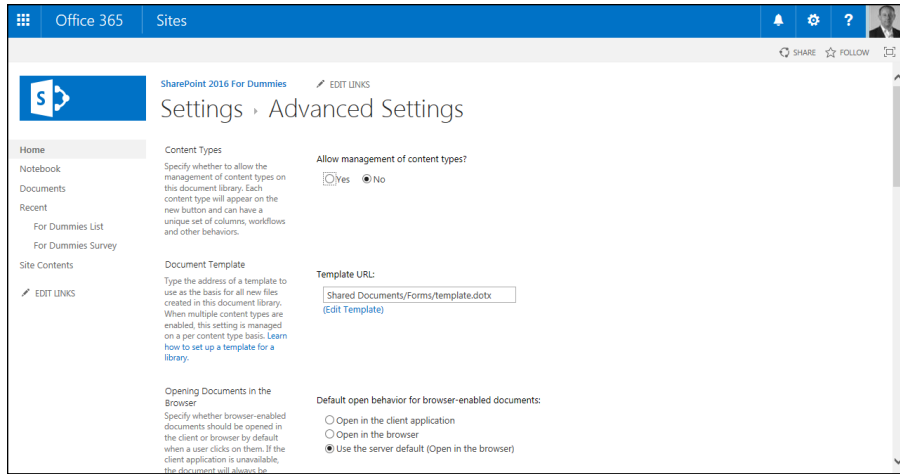 Office 365 Sites ?
SHARE FOLLOW
S
SharePoint 2016 For Dummies EDIT LINKS
Settings › Advanced Settings
Home
Notebook
Documents
Recent
For Dummies List
For Dummies Survey
Site Contents
EDIT LINKS
Content Types
Specify whether to allow the
management of content types on
this document library. Each
content type will appear on the
new button and can have a
unique set of columns, workflows
and other behaviors.
Allow management of content types?
Yes No
Document Template
Type the address of a template to
use as the basis for all new files
created in this document library.
When multiple content types are
enabled, this setting is managed
on a per content type basis. Learn
how to set up a template for a
library.
Template URL:
Shared Documents/Forms/template.dotx
(Edit Template)
Opening Documents in the
Browser
Specify whether browser-enabled
documents should be opened in
the client or browser by default
when a user clicks on them. If the
client application is unavailable,
the document will always be
Default open behavior for browser-enabled documents:
Open in the client application
Open in the browser
Use the server default (Open in the browser)